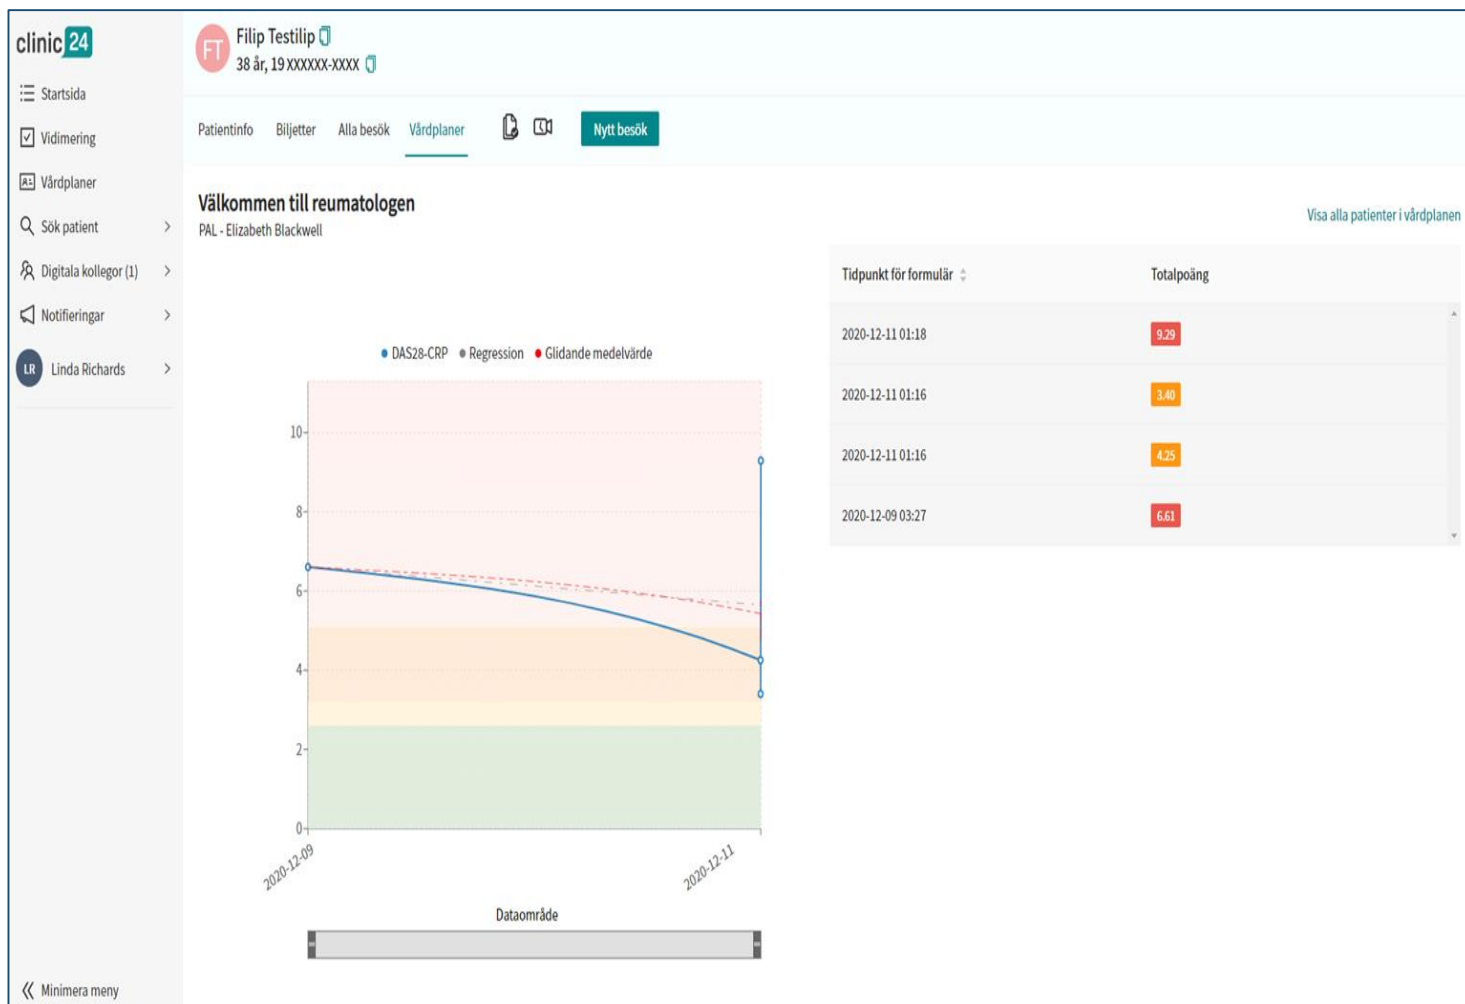 clinic 24
Startsida
Vidimering
Vårdplaner
Sök patient
Digitala kollegor (1)
Notifieringar
LR Linda Richards
Minimera meny
FT
Filip Testilip
38 år, 19 XXXXXX-XXXX
Patientinfo Biljetter Alla besök Vårdplaner Nytt besök
Välkommen till reumatologen
PAL - Elizabeth Blackwell
Visa alla patienter i vårdplanen
DAS28-CRP Regression Glidande medelvärde
10
8
6
4
2
0
2020-12-09 2020-12-11
Dataområde
Tidpunkt för formulär Totalpoäng
2020-12-11 01:18 9.29
2020-12-11 01:16 3.40
2020-12-11 01:16 4.25
2020-12-09 03:27 6.61